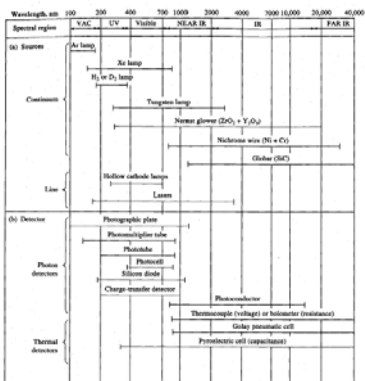 Wavelength, nm 100 200 400 700 1000 2000 4000 7000 10,000 20,000 40,000
Spectral region VAC UV Visible NEAR IR IR FAR IR
(a) Sources
Ar lamp
Xe lamp
H₂ or D₂ lamp
Continuum
Tungsten lamp
Nernst glower (ZrO₂ + Y₂O₃)
Nichrome wire (Ni + Cr)
Globar (SiC)
Line
Hollow cathode lamps
Lasers
(b) Detector
Photographic plate
Photomultiplier tube
Phototube
Photon detectors
Photocell
Silicon diode
Charge-transfer detector
Photoconductor
Thermal detectors
Thermocouple (voltage) or bolometer (resistance)
Golay pneumatic cell
Pyroelectric cell (capacitance)